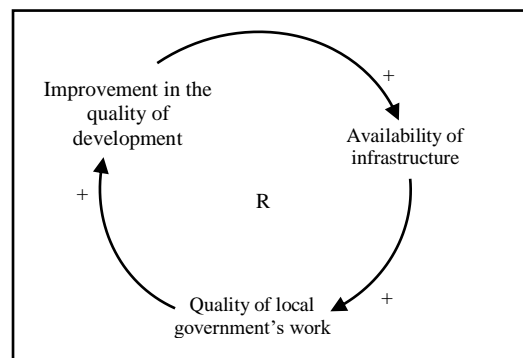 Improvement in the
quality of
development
+
Availability of
infrastructure
+
R
+
Quality of local
government's work